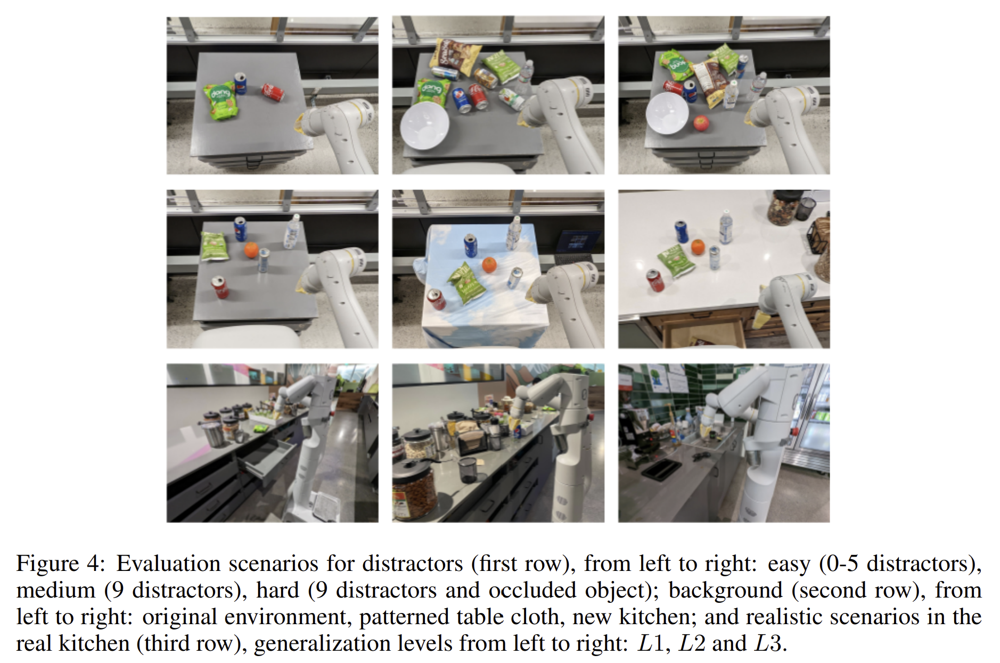 dang
Figure 4: Evaluation scenarios for distractors (first row), from left to right: easy (0-5 distractors),
medium (9 distractors), hard (9 distractors and occluded object); background (second row), from
left to right: original environment, patterned table cloth, new kitchen; and realistic scenarios in the
real kitchen (third row), generalization levels from left to right: L1, L2 and L3.